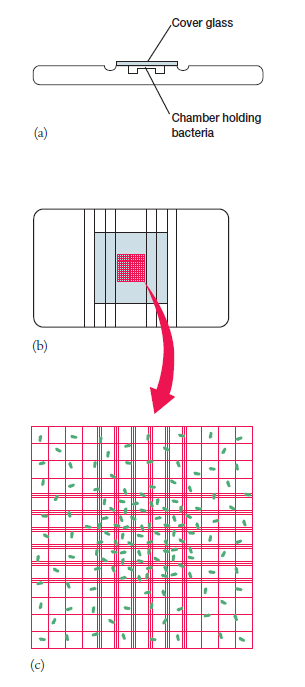 Cover glass
Chamber holding
bacteria
(a)
(b)
(c)